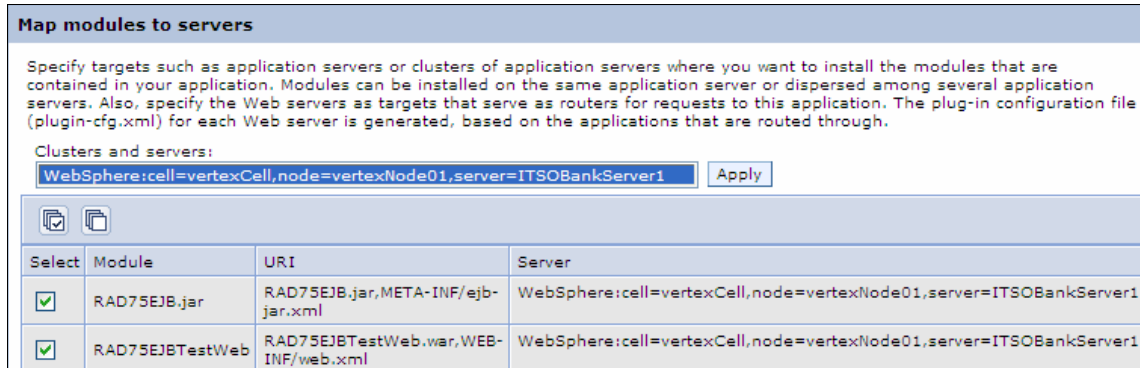 Map modules to servers
Specify targets such as application servers or clusters of application servers where you want to install the modules that are
contained in your application. Modules can be installed on the same application server or dispersed among several application
servers. Also, specify the Web servers as targets that serve as routers for requests to this application. The plug-in configuration file
(plugin-cfg.xml) for each Web server is generated, based on the applications that are routed through.
Clusters and servers:
WebSphere:cell=vertexCell,node=vertexNode01,server=ITSOBankServer1 Apply
Select Module URI Server
RAD75EJB.jar RAD75EJB.jar,META-INF/ejb- WebSphere:cell=vertexCell,node=vertexNode01,server=ITSOBankServer1
jar.xml
RAD75EJBTestWeb RAD75EJBTestWeb.war,WEB- WebSphere:cell=vertexCell,node=vertexNode01,server=ITSOBankServer1
INF/web.xml